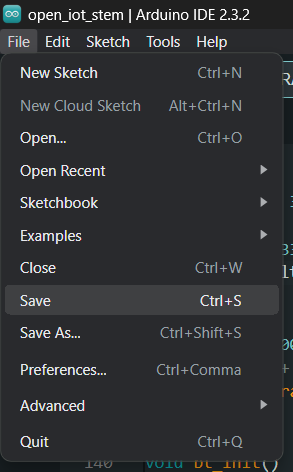 open_iot_stem | Arduino IDE 2.3.2
File Edit Sketch Tools Help
New Sketch Ctrl+N
New Cloud Sketch Alt+Ctrl+N
Open... Ctrl+O
Open Recent
Sketchbook
Examples
Close Ctrl+W
Save Ctrl+S
Save As... Ctrl+Shift+S
Preferences... Ctrl+Comma
Advanced
Quit Ctrl+Q
140 void bt_init()